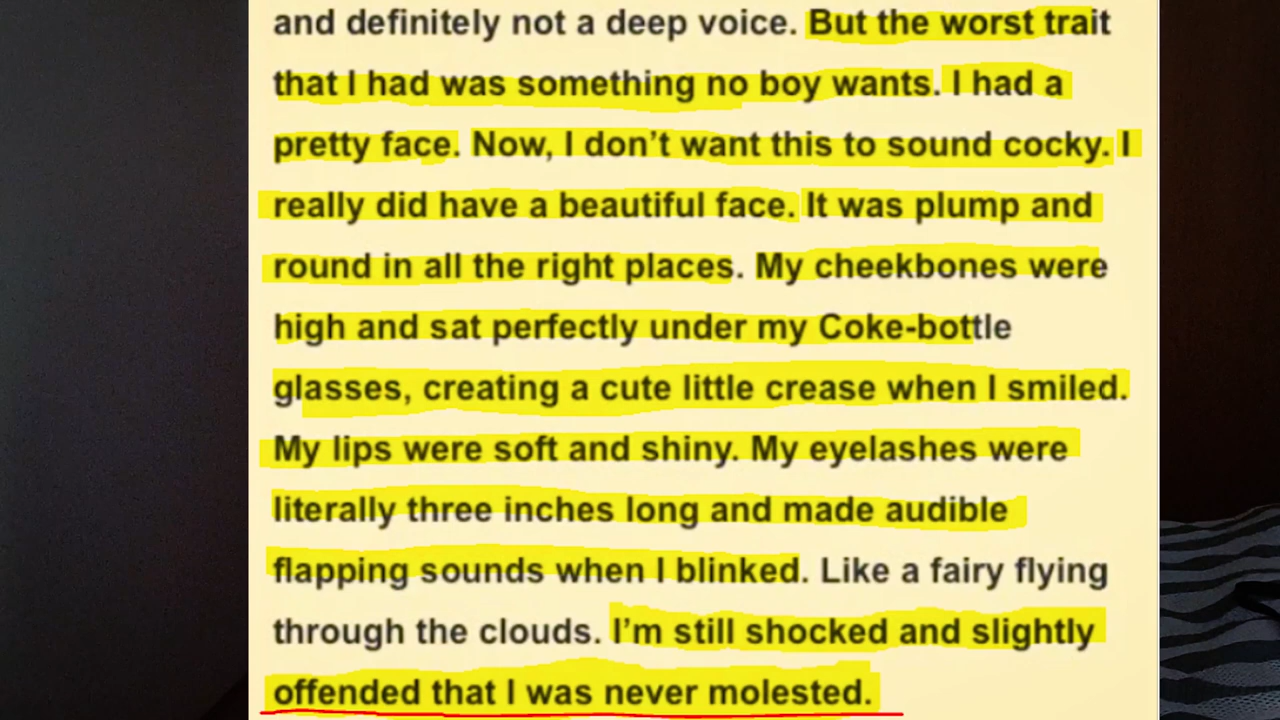 and definitely not a deep voice. But the worst trait
that I had was something no boy wants. I had a
pretty face. Now, I don’t want this to sound cocky. I
really did have a beautiful face. It was plump and
round in all the right places. My cheekbones were
high and sat perfectly under my Coke-bottle
glasses, creating a cute little crease when I smiled.
My lips were soft and shiny. My eyelashes were
literally three inches long and made audible
flapping sounds when I blinked. Like a fairy flying
through the clouds. I’m still shocked and slightly
offended that I was never molested.